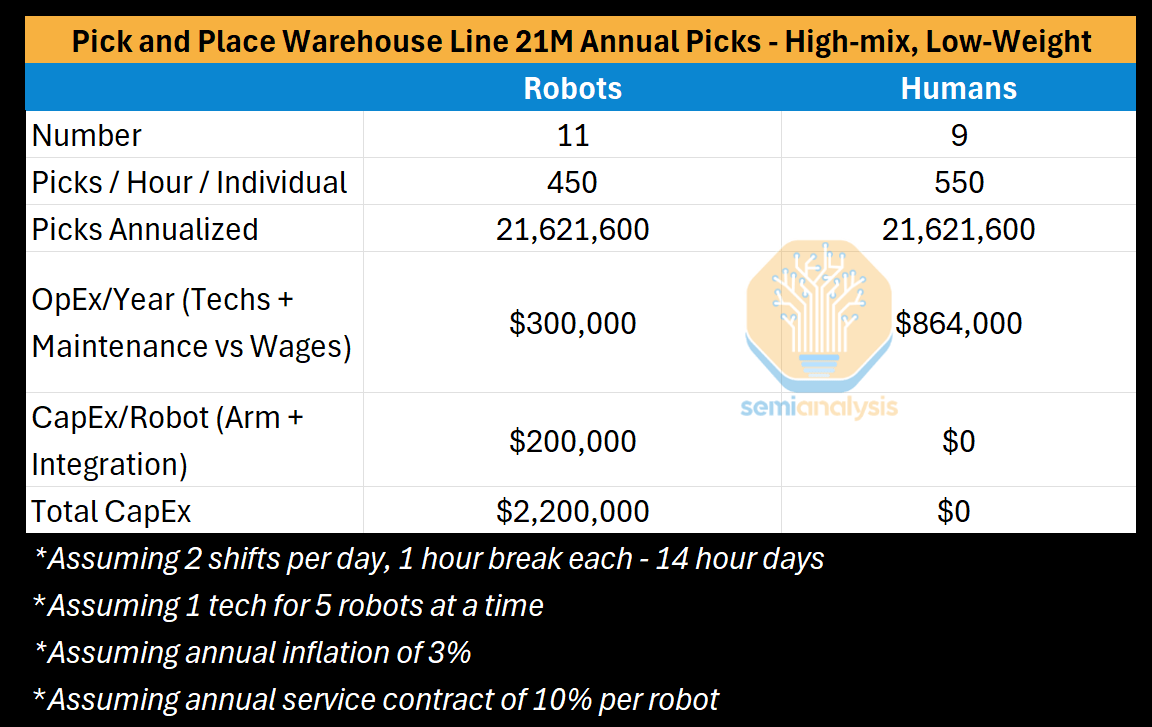 Pick and Place Warehouse Line 21M Annual Picks - High-mix, Low-Weight
Robots Humans
Number 11 9
Picks / Hour / Individual 450 550
Picks Annualized 21,621,600 21,621,600
OpEx/Year (Techs +
Maintenance vs Wages) $300,000 $864,000
CapEx/Robot (Arm +
Integration) $200,000 $0
Total CapEx $2,200,000 $0
semianalysis
*Assuming 2 shifts per day, 1 hour break each - 14 hour days
*Assuming 1 tech for 5 robots at a time
*Assuming annual inflation of 3%
*Assuming annual service contract of 10% per robot